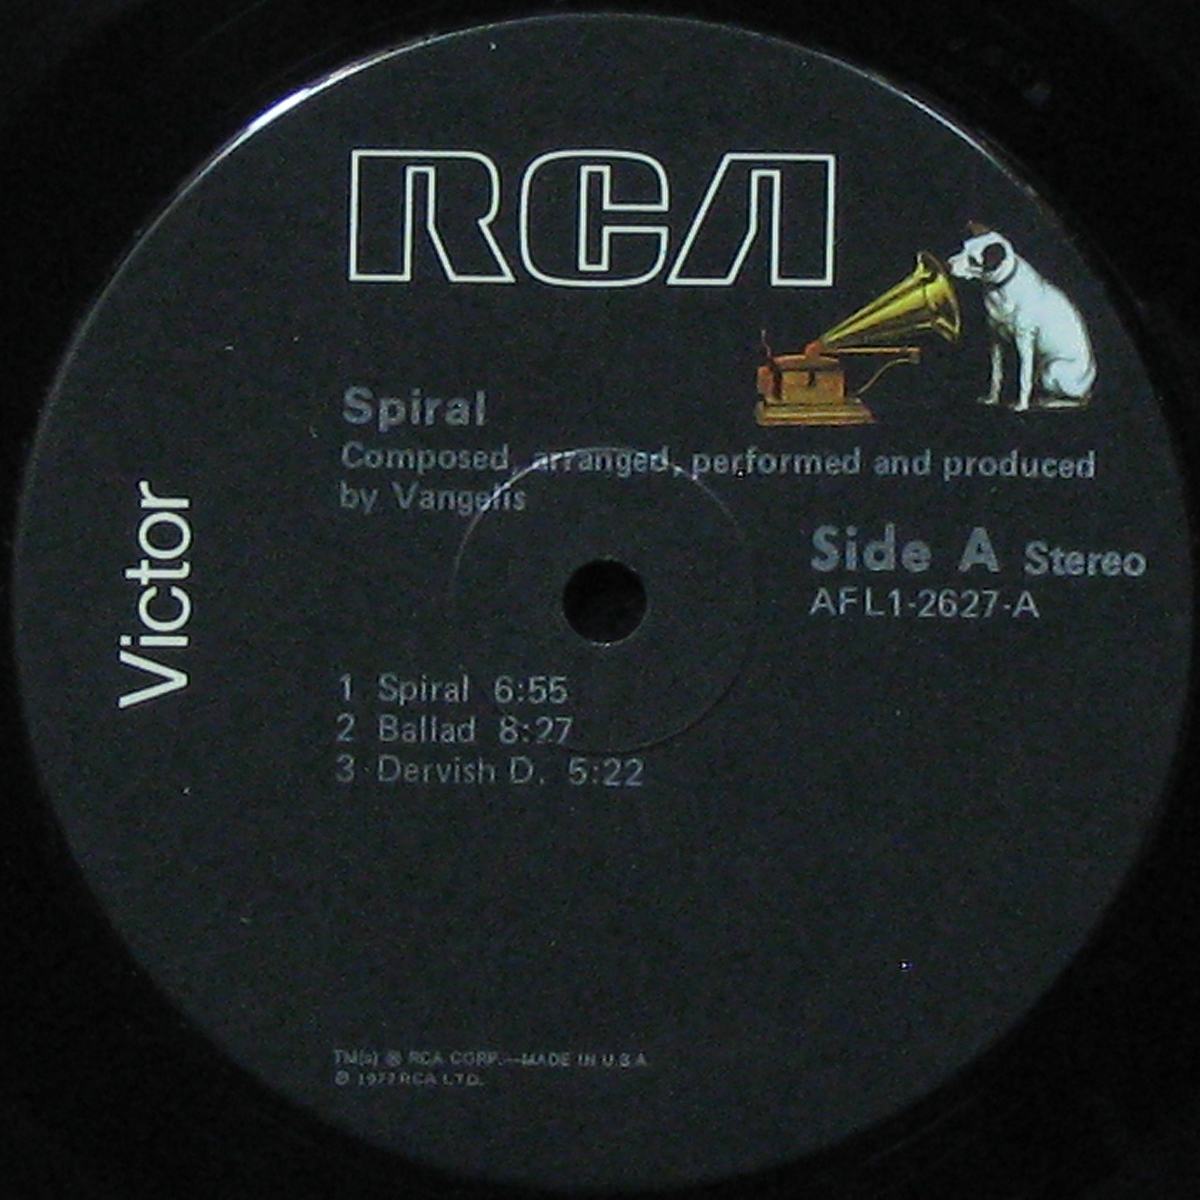 RCA
Spiral
Composed, arranged, performed and produced
by Vangelis
Victor
Side A Stereo
AFL1-2627-A
1 Spiral 6:55
2 Ballad 8:27
3 Dervish D. 5:22
TM(s) ® RCA CORP.—MADE IN U.S.A.
℗ 1977 RCA LTD.